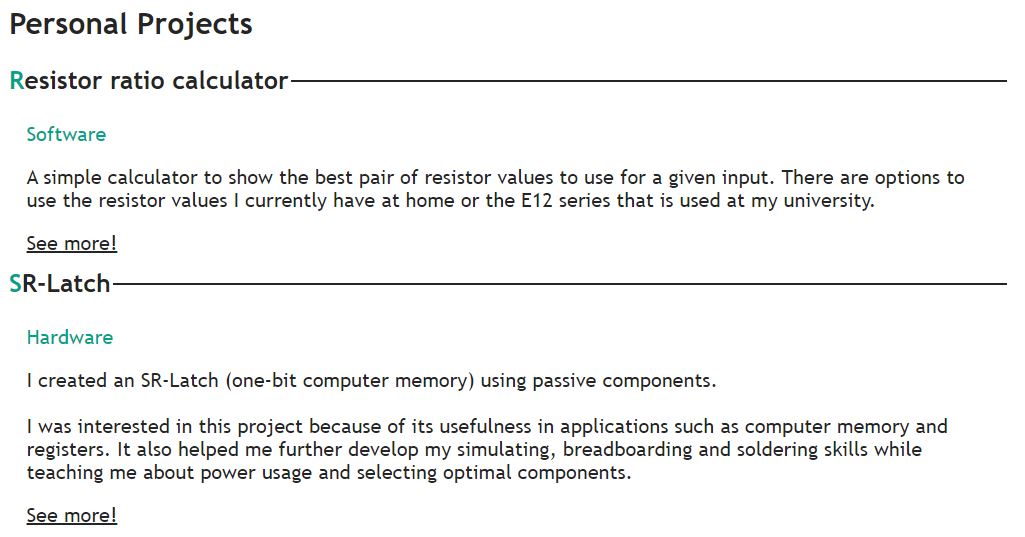 Personal Projects
Resistor ratio calculator
Software
A simple calculator to show the best pair of resistor values to use for a given input. There are options to
use the resistor values I currently have at home or the E12 series that is used at my university.
See more!
SR-Latch
Hardware
I created an SR-Latch (one-bit computer memory) using passive components.
I was interested in this project because of its usefulness in applications such as computer memory and
registers. It also helped me further develop my simulating, breadboarding and soldering skills while
teaching me about power usage and selecting optimal components.
See more!